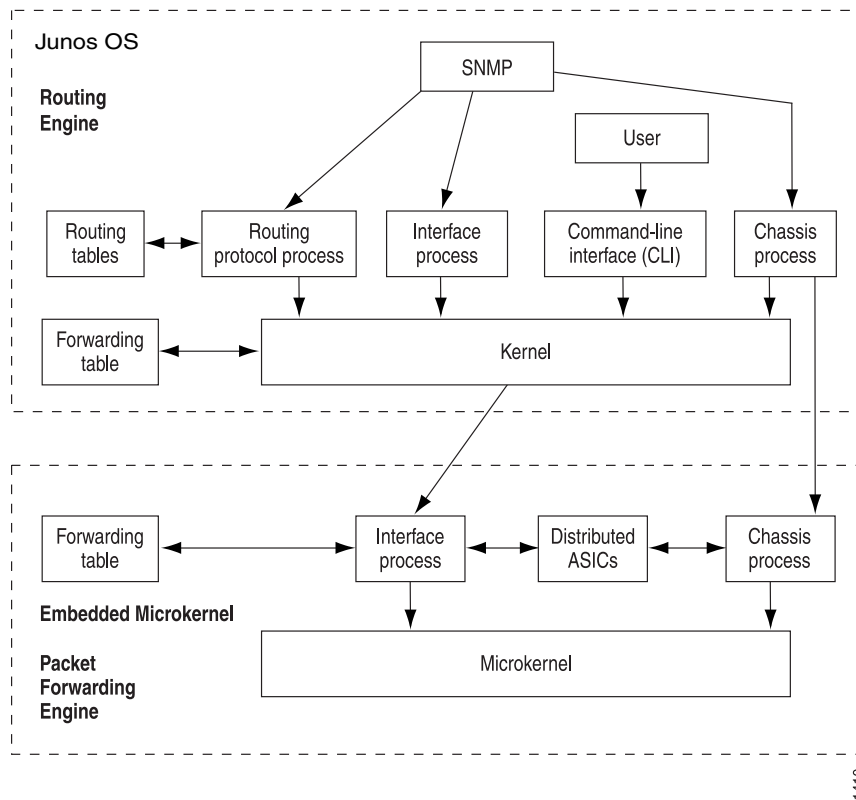 Junos OS
Routing
Engine
SNMP
User
Routing
tables
Routing
protocol process
Interface
process
Command-line
interface (CLI)
Chassis
process
Forwarding
table
Kernel
Forwarding
table
Interface
process
Distributed
ASICs
Chassis
process
Embedded Microkernel
Microkernel
Packet
Forwarding
Engine